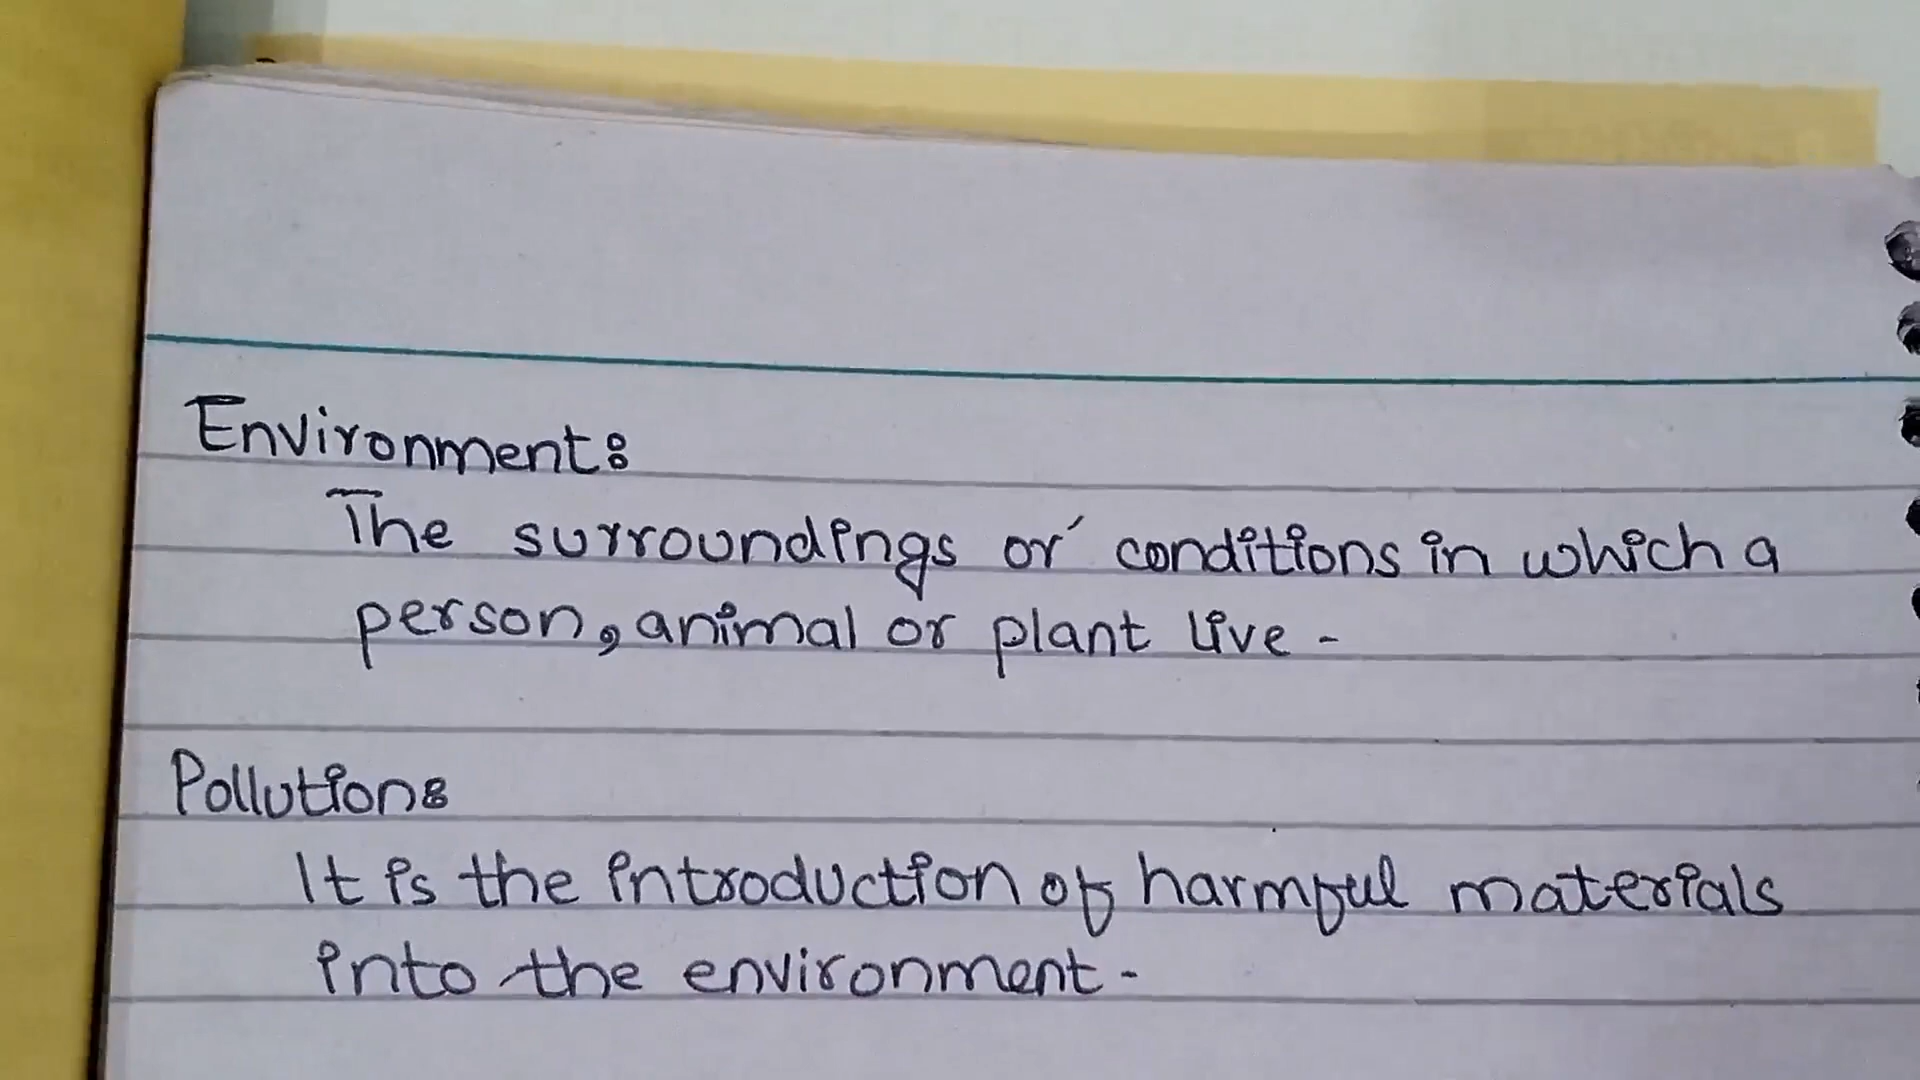 Environment:
The surroundings or conditions in which a
person, animal or plant live -
Pollution:
It is the introduction of harmful materials
into the environment -